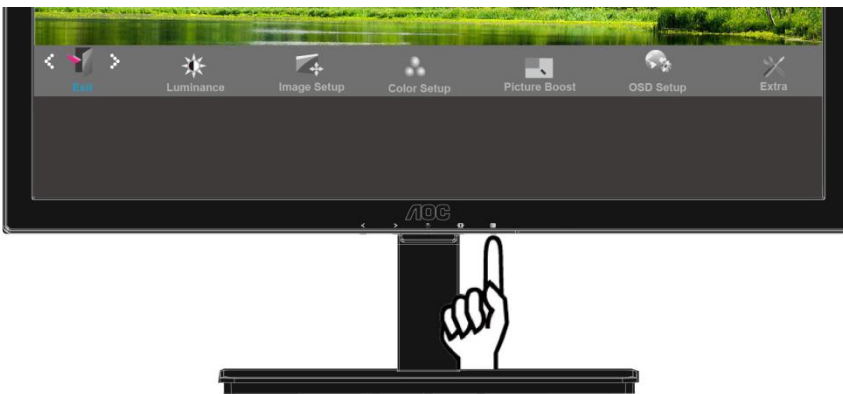 Exit
Luminance
Image Setup
Color Setup
Picture Boost
OSD Setup
Extra
AOC